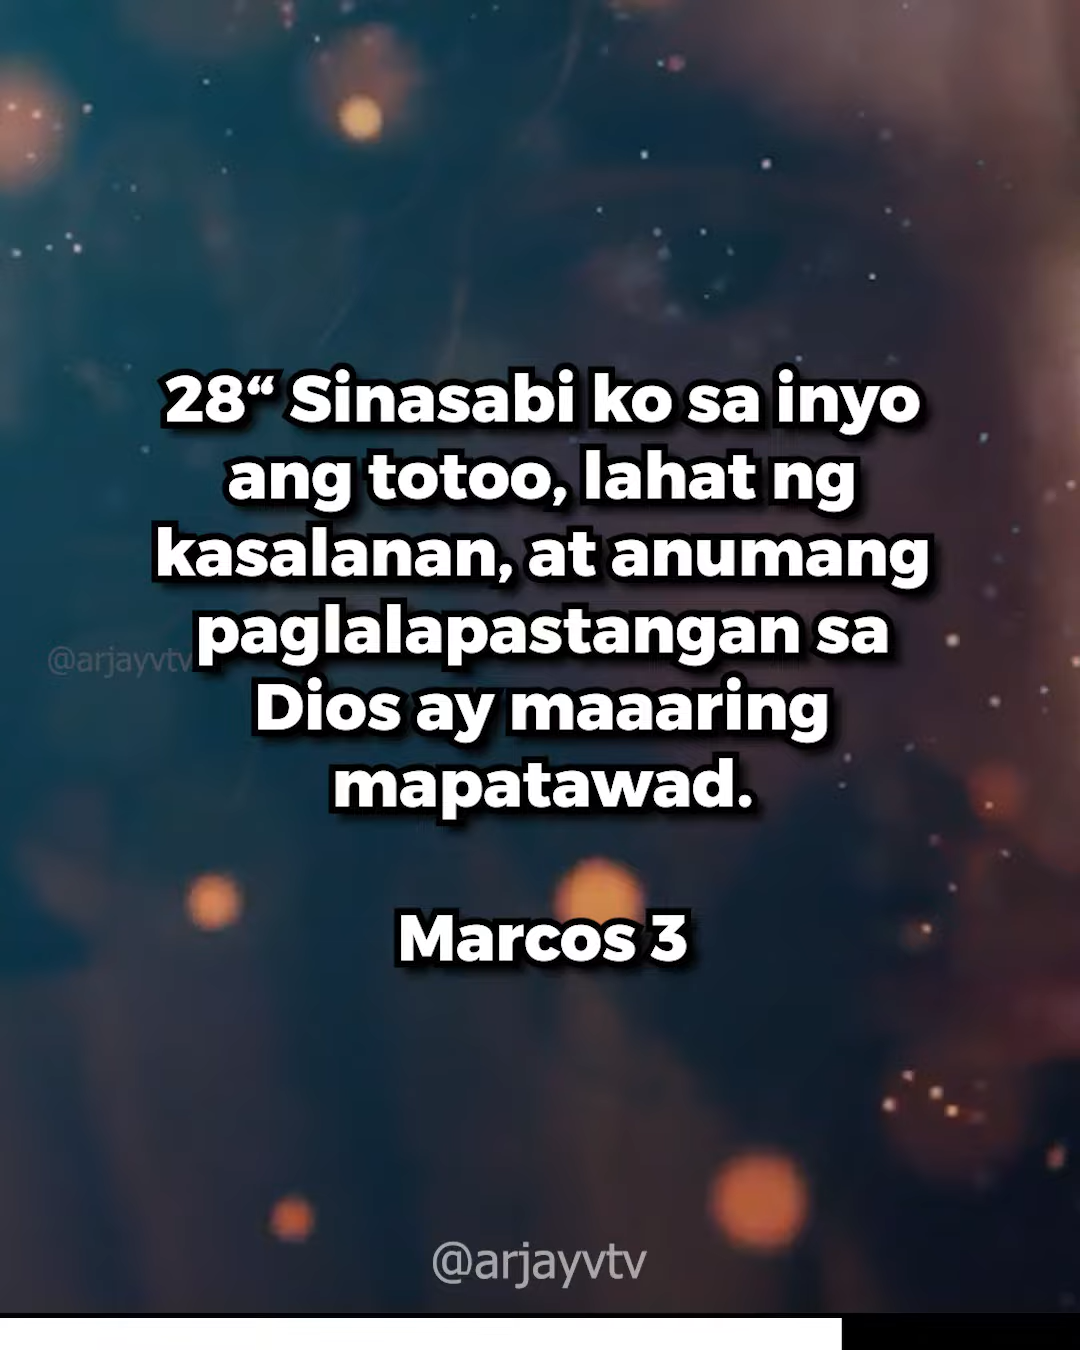 28“ Sinasabi ko sa inyo
ang totoo, lahat ng
kasalanan, at anumang
paglalapastangan sa
@arjayvtv
Dios ay maaaring
mapatawad.
Marcos 3
@arjayvtv